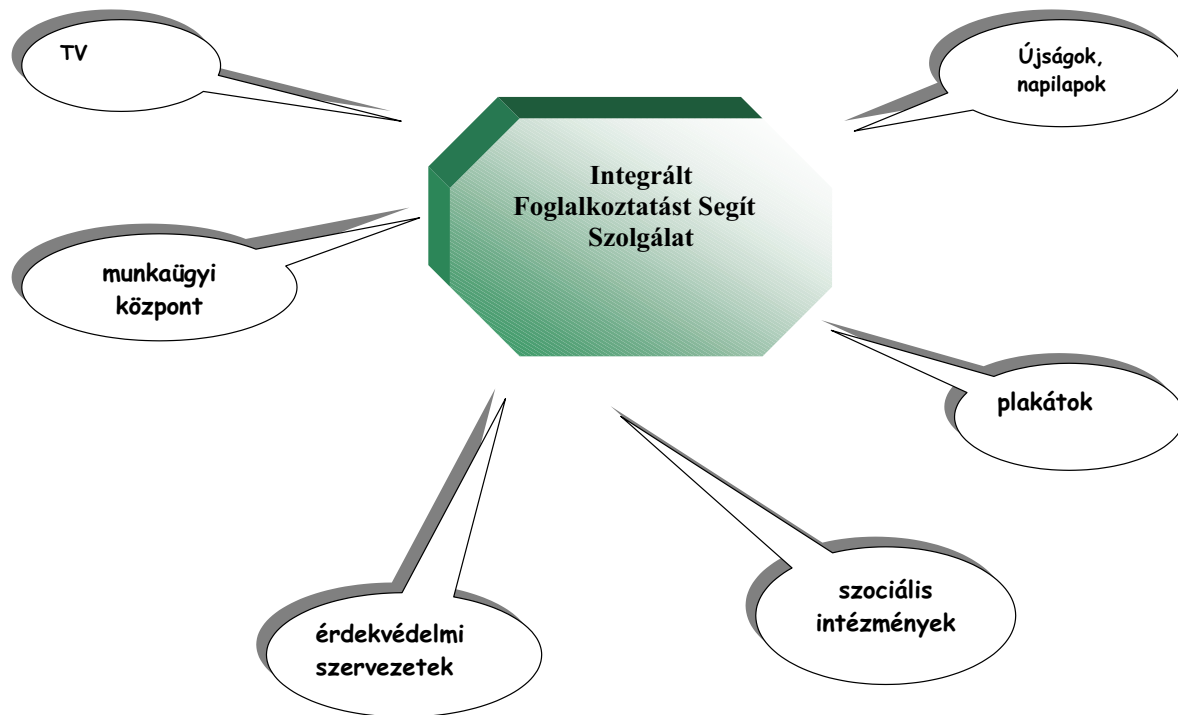 TV
Újságok,
napilapok
Integrált
Foglalkoztatást Segít
Szolgálat
munkaügyi
központ
plakátok
szociális
intézmények
érdekvédelmi
szervezetek